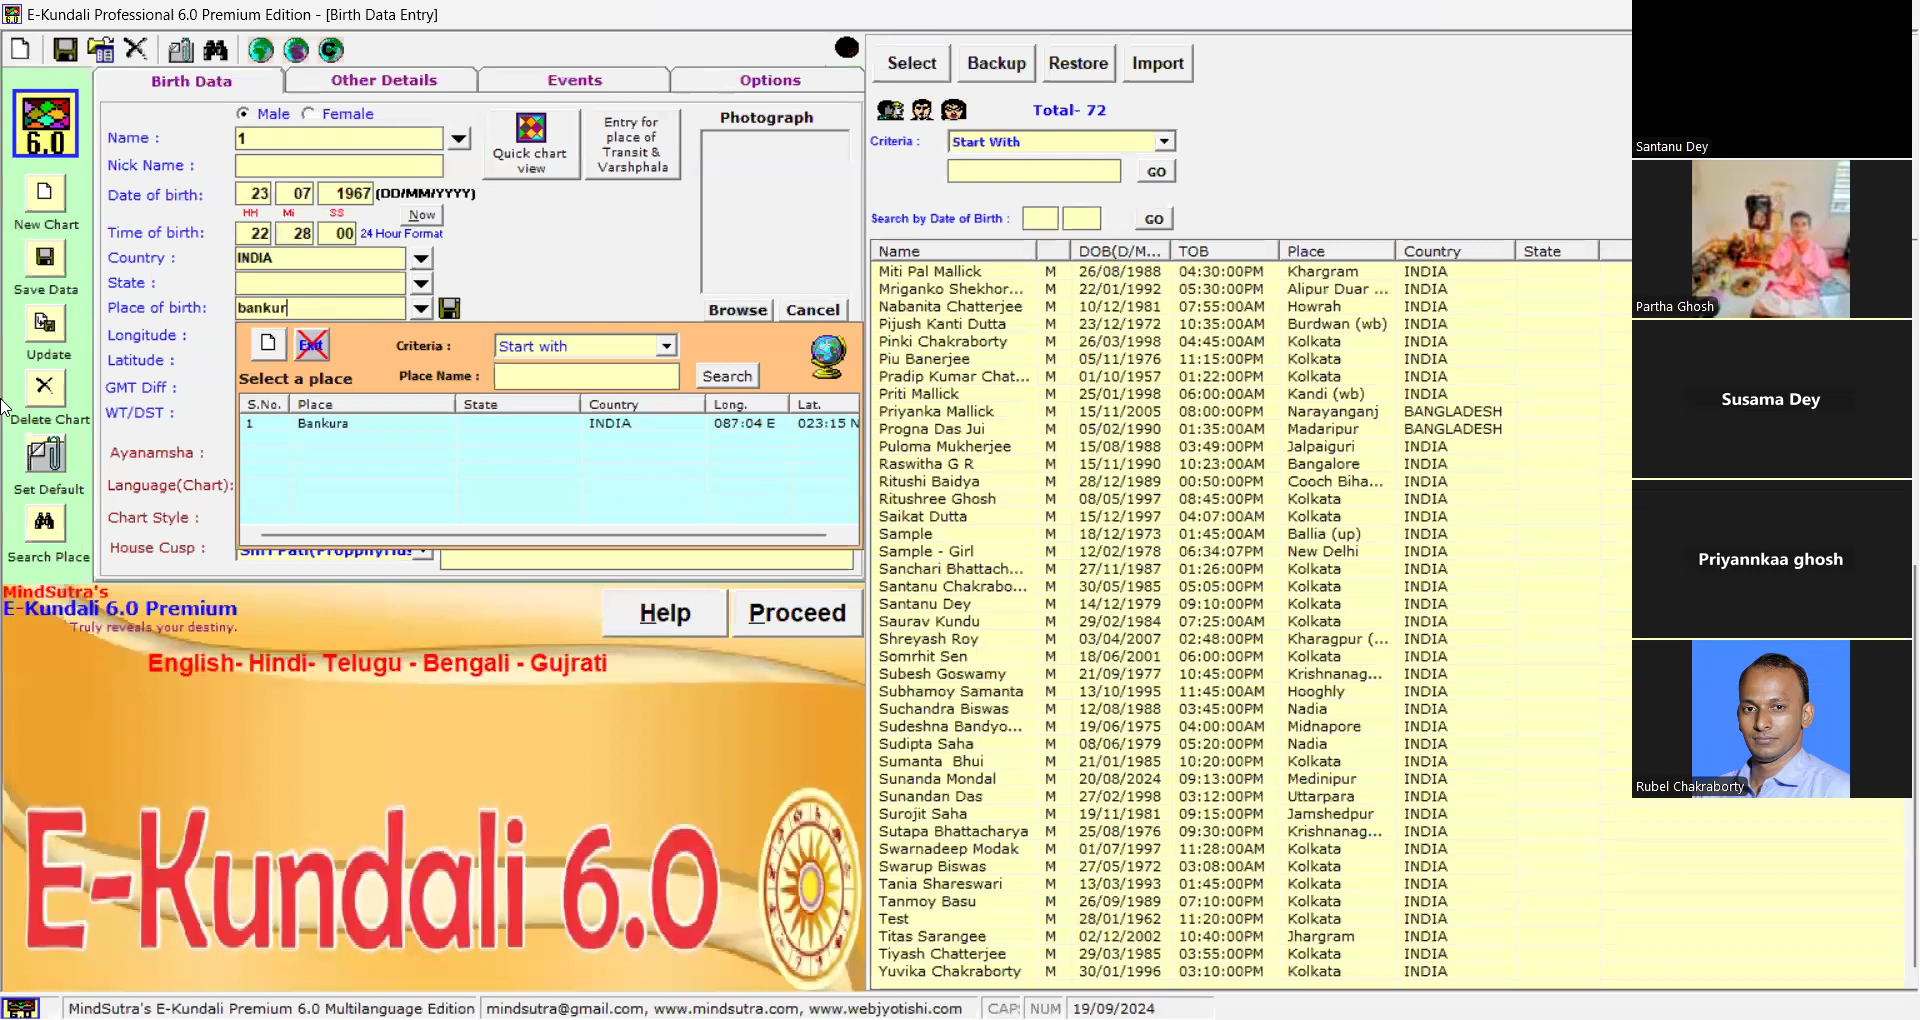 E-Kundali Professional 6.0 Premium Edition - [Birth Data Entry]
Birth Data
Other Details
Events
Options
6.0
New Chart
Save Data
Update
Delete Chart
Set Default
Search Place
Male
Female
Name :
1
Nick Name :
Date of birth:
23 07 1967 (DD/MM/YYYY)
HH Mi SS
Now
Time of birth:
22 28 00 24 Hour Format
Country :
INDIA
State :
Place of birth:
bankur
Longitude :
Latitude :
GMT Diff :
WT/DST :
Ayanamsha :
Language(Chart):
Chart Style :
House Cusp :
Quick chart
view
Entry for
place of
Transit &
Varshphala
Photograph
Browse
Cancel
Exit
Criteria :
Start with
Select a place
Place Name :
Search
S.No. Place State Country Long. Lat.
1 Bankura INDIA 087:04 E 023:15 N
MindSutra's
E-Kundali 6.0 Premium
Truly reveals your destiny.
Help
Proceed
English- Hindi- Telugu - Bengali - Gujrati
E-Kundali 6.0
Select
Backup
Restore
Import
Total- 72
Criteria :
Start With
GO
Search by Date of Birth :
GO
Name DOB(D/M... TOB Place Country State
Miti Pal Mallick M 26/08/1988 04:30:00PM Khargram INDIA
Mriganko Shekhor... M 22/01/1992 05:30:00PM Alipur Duar ... INDIA
Nabanita Chatterjee M 10/12/1981 07:55:00AM Howrah INDIA
Pijush Kanti Dutta M 23/12/1972 10:35:00AM Burdwan (wb) INDIA
Pinki Chakraborty M 26/03/1998 04:45:00AM Kolkata INDIA
Piu Banerjee M 05/11/1976 11:15:00PM Kolkata INDIA
Pradip Kumar Chat... M 01/10/1957 01:22:00PM Kolkata INDIA
Priti Mallick M 25/01/1998 06:00:00AM Kandi (wb) INDIA
Priyanka Mallick M 15/11/2005 08:00:00PM Narayanganj BANGLADESH
Progna Das Jui M 05/02/1990 01:35:00AM Madaripur BANGLADESH
Puloma Mukherjee M 15/08/1988 03:49:00PM Jalpaiguri INDIA
Raswitha G R M 15/11/1990 10:23:00AM Bangalore INDIA
Ritushi Baidya M 28/12/1989 00:50:00PM Cooch Biha... INDIA
Ritushree Ghosh M 08/05/1997 08:45:00PM Kolkata INDIA
Saikat Dutta M 15/12/1997 04:07:00AM Kolkata INDIA
Sample M 18/12/1973 01:45:00AM Ballia (up) INDIA
Sample - Girl M 12/02/1978 06:34:07PM New Delhi INDIA
Sanchari Bhattach... M 27/11/1987 01:26:00PM Kolkata INDIA
Santanu Chakrabo... M 30/05/1985 05:05:00PM Kolkata INDIA
Santanu Dey M 14/12/1979 09:10:00PM Kolkata INDIA
Saurav Kundu M 29/02/1984 07:25:00AM Kolkata INDIA
Shreyash Roy M 03/04/2007 02:48:00PM Kharagpur (... INDIA
Somrhit Sen M 18/06/2001 06:00:00PM Kolkata INDIA
Subesh Goswamy M 21/09/1977 10:45:00PM Krishnanag... INDIA
Subhamoy Samanta M 13/10/1995 11:45:00AM Hooghly INDIA
Suchandra Biswas M 12/08/1988 03:45:00PM Nadia INDIA
Sudeshna Bandyo... M 19/06/1975 04:00:00AM Midnapore INDIA
Sudipta Saha M 08/06/1979 05:20:00PM Nadia INDIA
Sumanta Bhui M 21/01/1985 10:20:00PM Kolkata INDIA
Sunanda Mondal M 20/08/2024 09:13:00PM Medinipur INDIA
Sunandan Das M 27/02/1998 03:12:00PM Uttarpara INDIA
Surojit Saha M 19/11/1981 09:15:00PM Jamshedpur INDIA
Sutapa Bhattacharya M 25/08/1976 09:30:00PM Krishnanag... INDIA
Swarnadeep Modak M 01/07/1997 11:28:00AM Kolkata INDIA
Swarup Biswas M 27/05/1972 03:08:00AM Kolkata INDIA
Tania Shareswari M 13/03/1993 01:45:00PM Kolkata INDIA
Tanmoy Basu M 26/09/1989 07:10:00PM Kolkata INDIA
Test M 28/01/1962 11:20:00PM Kolkata INDIA
Titas Sarangee M 02/12/2002 10:40:00PM Jhargram INDIA
Tiyash Chatterjee M 29/03/1985 03:55:00PM Kolkata INDIA
Yuvika Chakraborty M 30/01/1996 03:10:00PM Kolkata INDIA
Santanu Dey
Partha Ghosh
Susama Dey
Priyannkaa ghosh
Rubel Chakraborty
MindSutra's E-Kundali Premium 6.0 Multilanguage Edition
mindsutra@gmail.com, www.mindsutra.com, www.webjyotishi.com
CAP NUM 19/09/2024